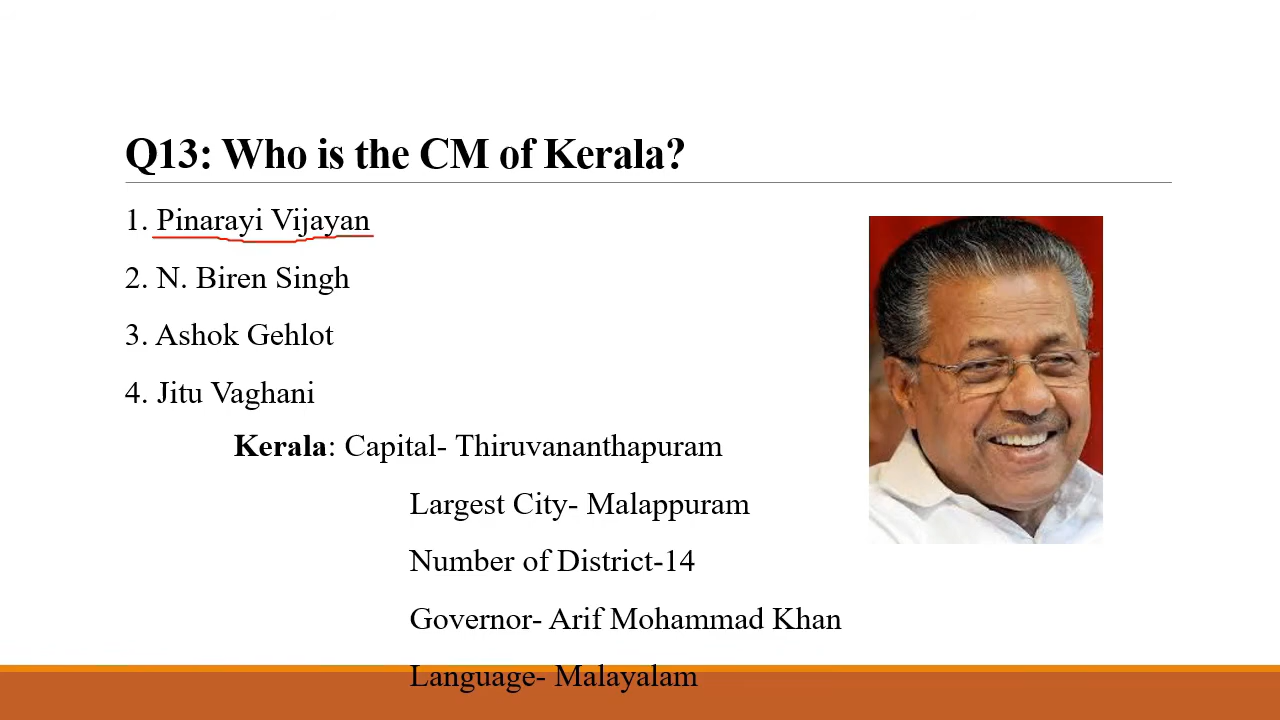 Q13: Who is the CM of Kerala?
1. Pinarayi Vijayan
2. N. Biren Singh
3. Ashok Gehlot
4. Jitu Vaghani
Kerala: Capital- Thiruvananthapuram
Largest City- Malappuram
Number of District-14
Governor- Arif Mohammad Khan
Language- Malayalam